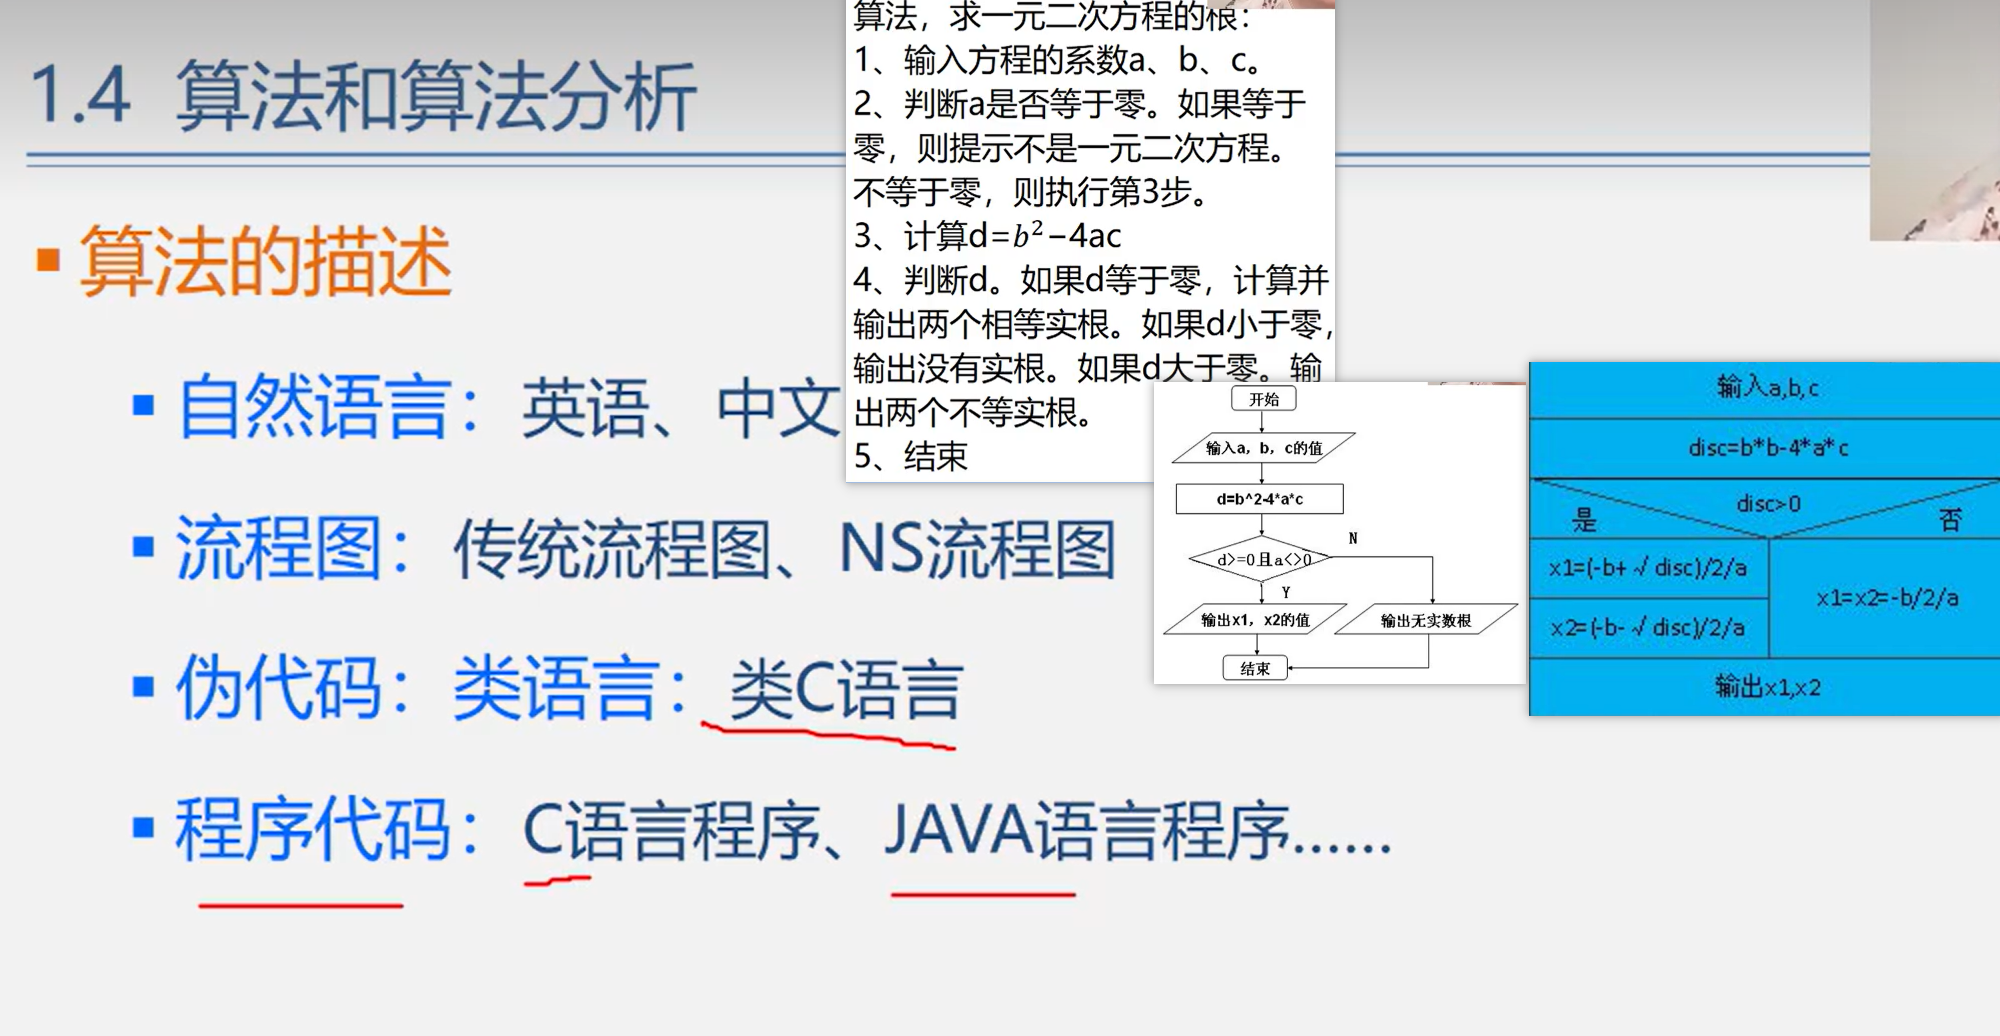 1.4 算法和算法分析
▪算法的描述
▪自然语言：英语、中文
▪流程图：传统流程图、NS流程图
▪伪代码：类语言：类C语言
▪程序代码：C语言程序、JAVA语言程序......
算法，求一元二次方程的根：
1、输入方程的系数a、b、c。
2、判断a是否等于零。如果等于
零，则提示不是一元二次方程。
不等于零，则执行第3步。
3、计算d=b²−4ac
4、判断d。如果d等于零，计算并
输出两个相等实根。如果d小于零，
输出没有实根。如果d大于零。输
出两个不等实根。
5、结束
开始
输入a，b，c的值
d=b^2-4*a*c
d>=0且a<>0
N
Y
输出x1，x2的值
输出无实数根
结束
输入a,b,c
disc=b*b-4*a*c
disc>0
是
否
x1=(-b+√disc)/2/a
x2=(-b-√disc)/2/a
x1=x2=-b/2/a
输出x1,x2